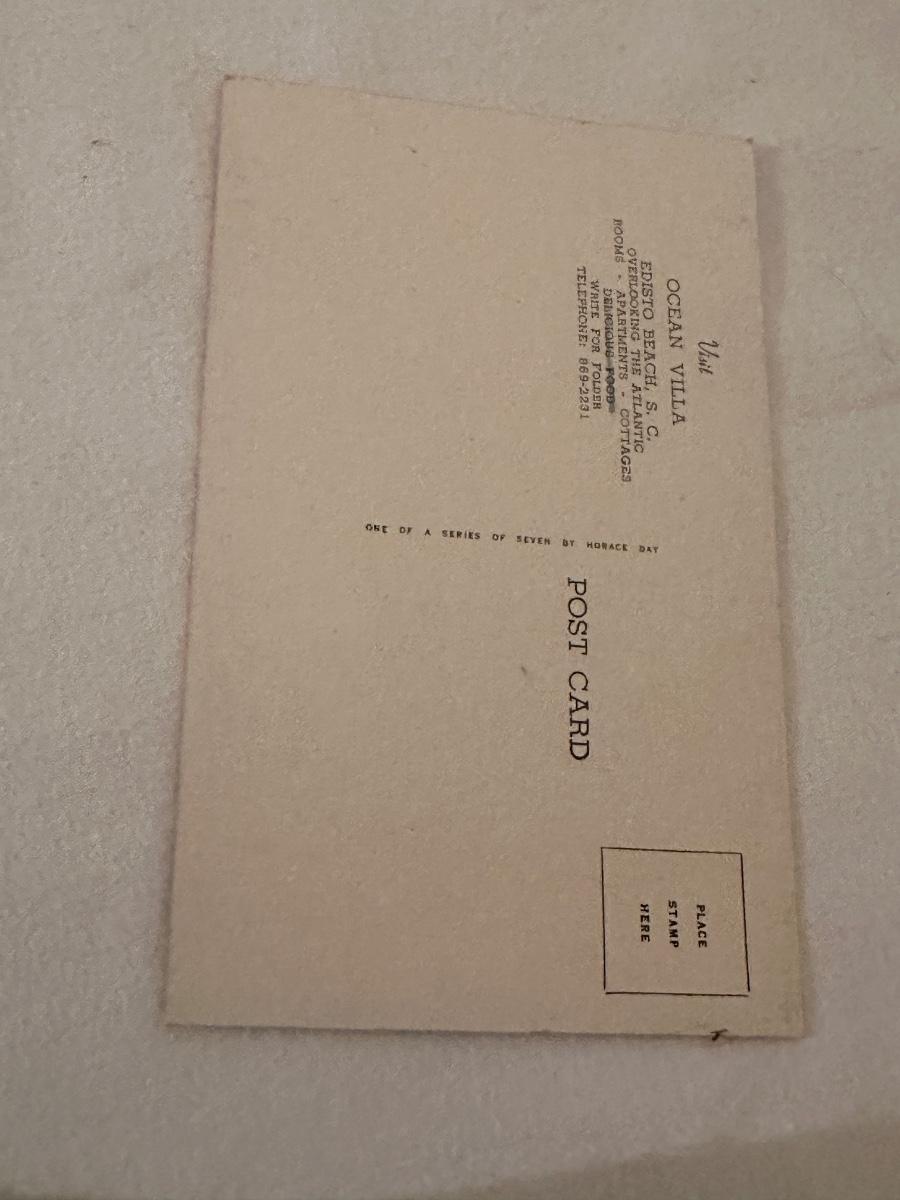 Visit
OCEAN VILLA
EDISTO BEACH, S. C.
OVERLOOKING THE ATLANTIC
ROOMS - APARTMENTS - COTTAGES
DELICIOUS FOOD
WRITE FOR FOLDER
TELEPHONE: 869-2231
ONE OF A SERIES OF SEVEN BY HORACE DAY
POST CARD
PLACE
STAMP
HERE